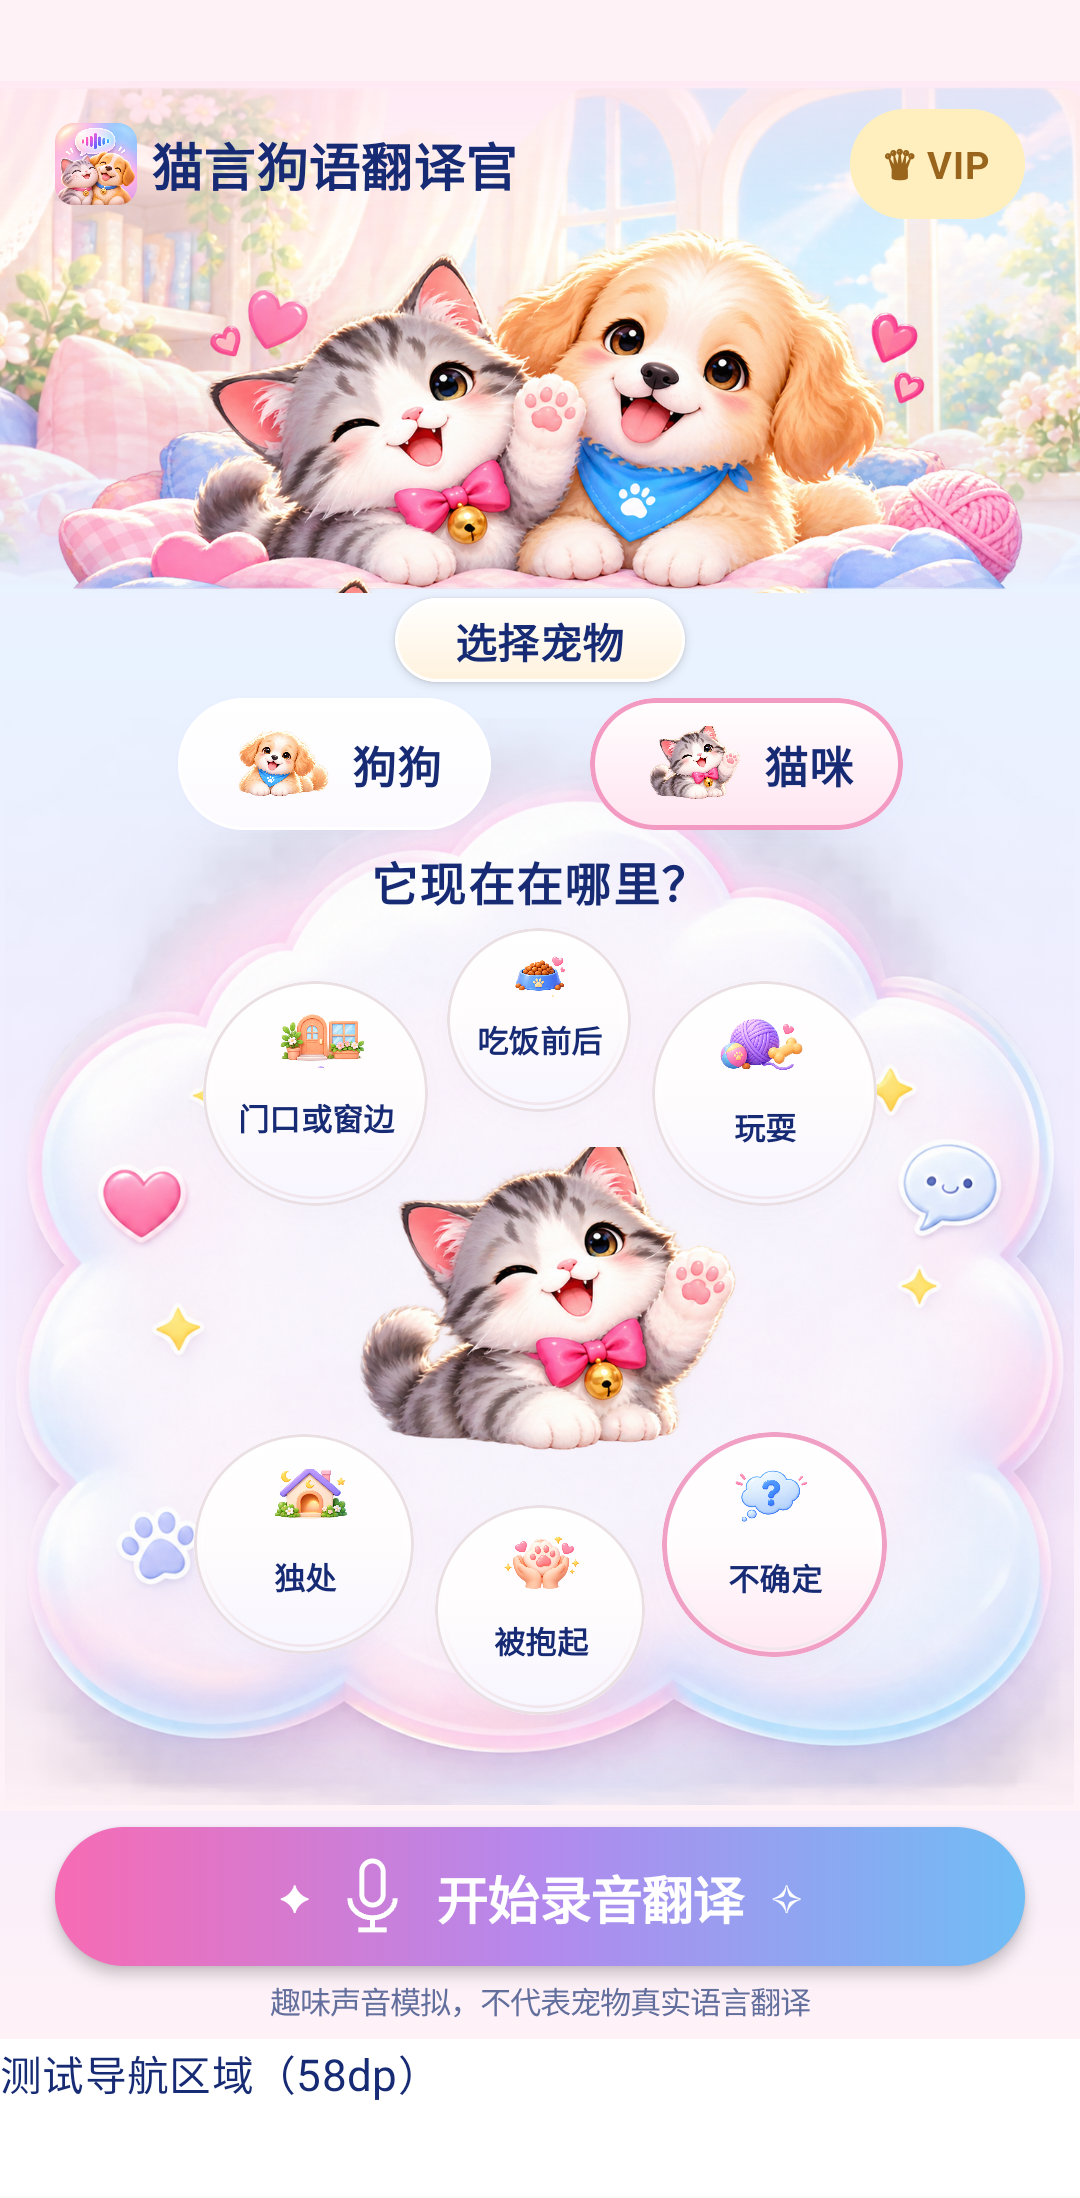 猫言狗语翻译官
VIP
选择宠物
狗狗
猫咪
它现在在哪里？
吃饭前后
门口或窗边
玩耍
独处
不确定
被抱起
开始录音翻译
趣味声音模拟，不代表宠物真实语言翻译
测试导航区域（58dp）